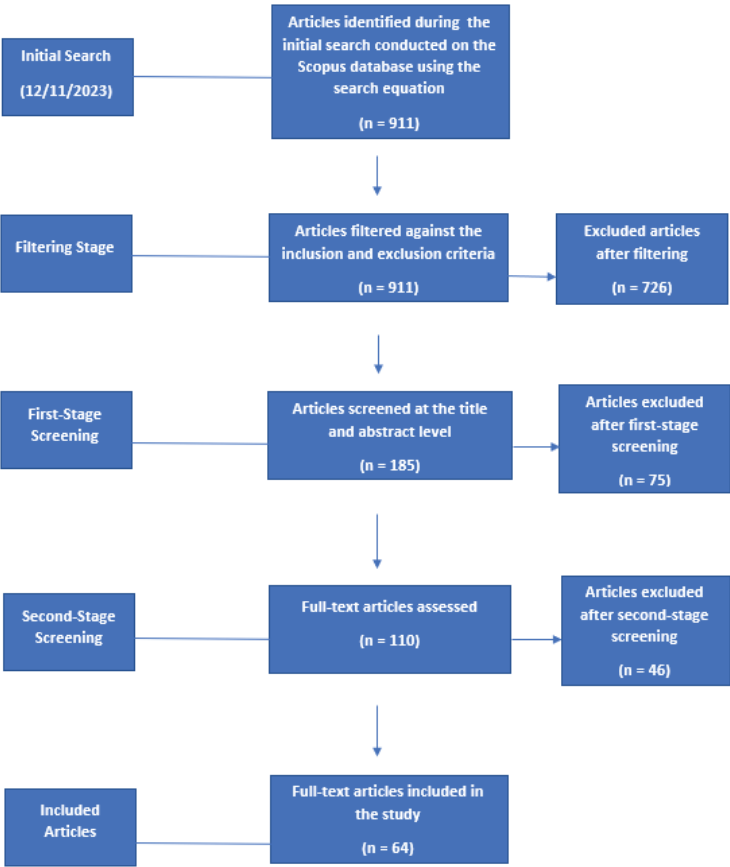 Initial Search
(12/11/2023)
Articles identified during the
initial search conducted on the
Scopus database using the
search equation
(n = 911)
Filtering Stage
Articles filtered against the
inclusion and exclusion criteria
(n = 911)
Excluded articles
after filtering
(n = 726)
First-Stage
Screening
Articles screened at the title
and abstract level
(n = 185)
Articles excluded
after first-stage
screening
(n = 75)
Second-Stage
Screening
Full-text articles assessed
(n = 110)
Articles excluded
after second-stage
screening
(n = 46)
Included
Articles
Full-text articles included in
the study
(n = 64)